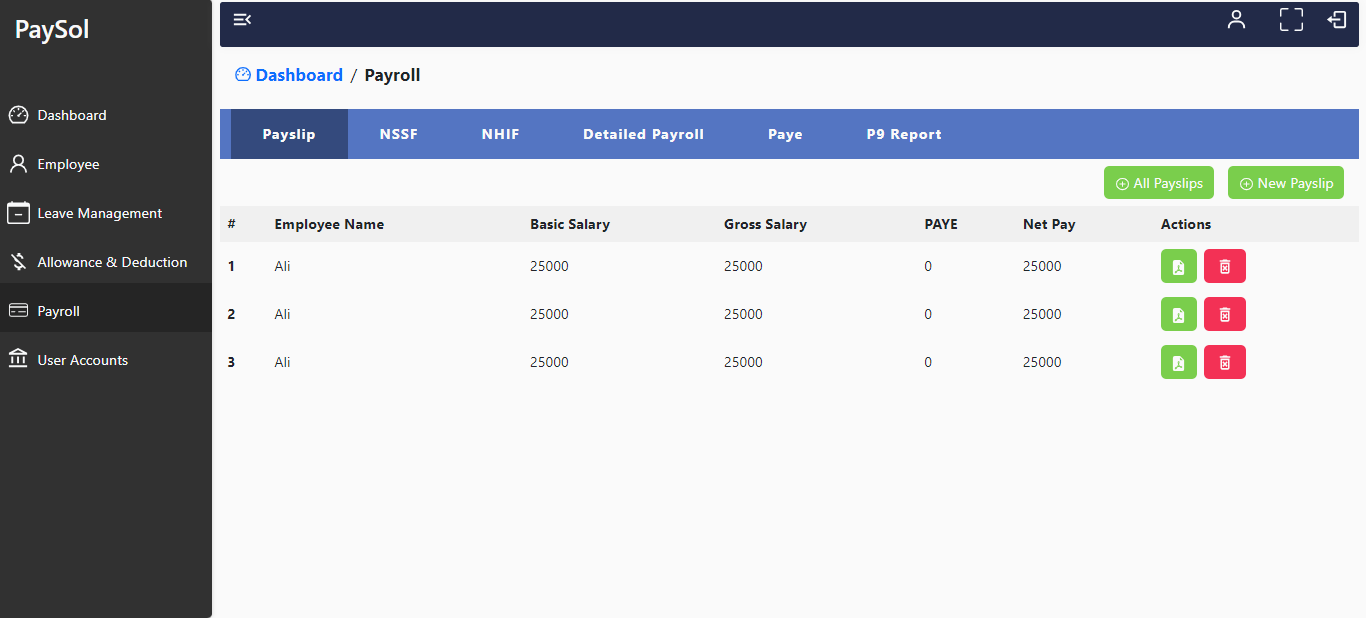 PaySol
Dashboard
Employee
Leave Management
Allowance & Deduction
Payroll
User Accounts
Dashboard / Payroll
Payslip NSSF NHIF Detailed Payroll Paye P9 Report
All Payslips New Payslip
# Employee Name Basic Salary Gross Salary PAYE Net Pay Actions
1 Ali 25000 25000 0 25000
2 Ali 25000 25000 0 25000
3 Ali 25000 25000 0 25000